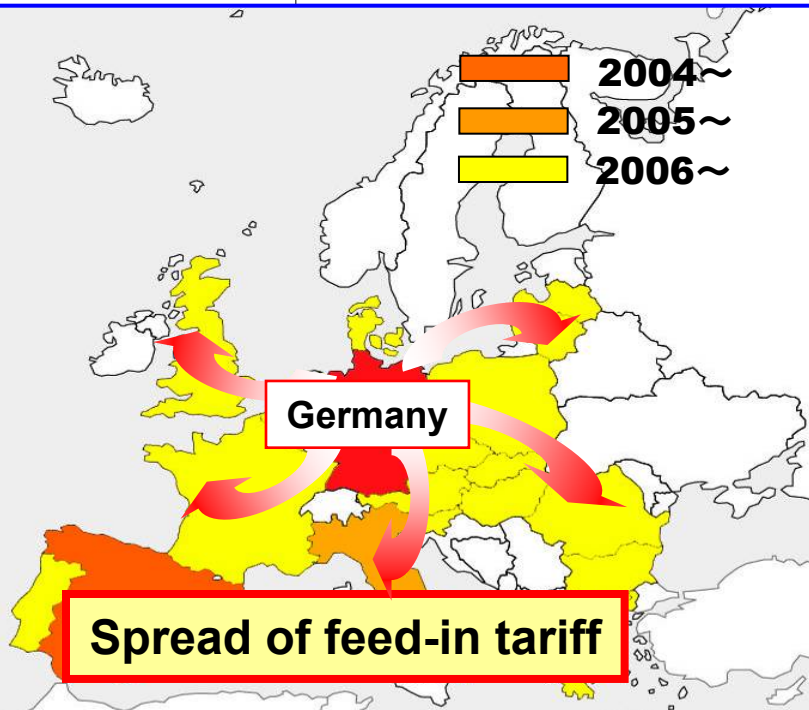 2004～
2005～
2006～
Germany
Spread of feed-in tariff